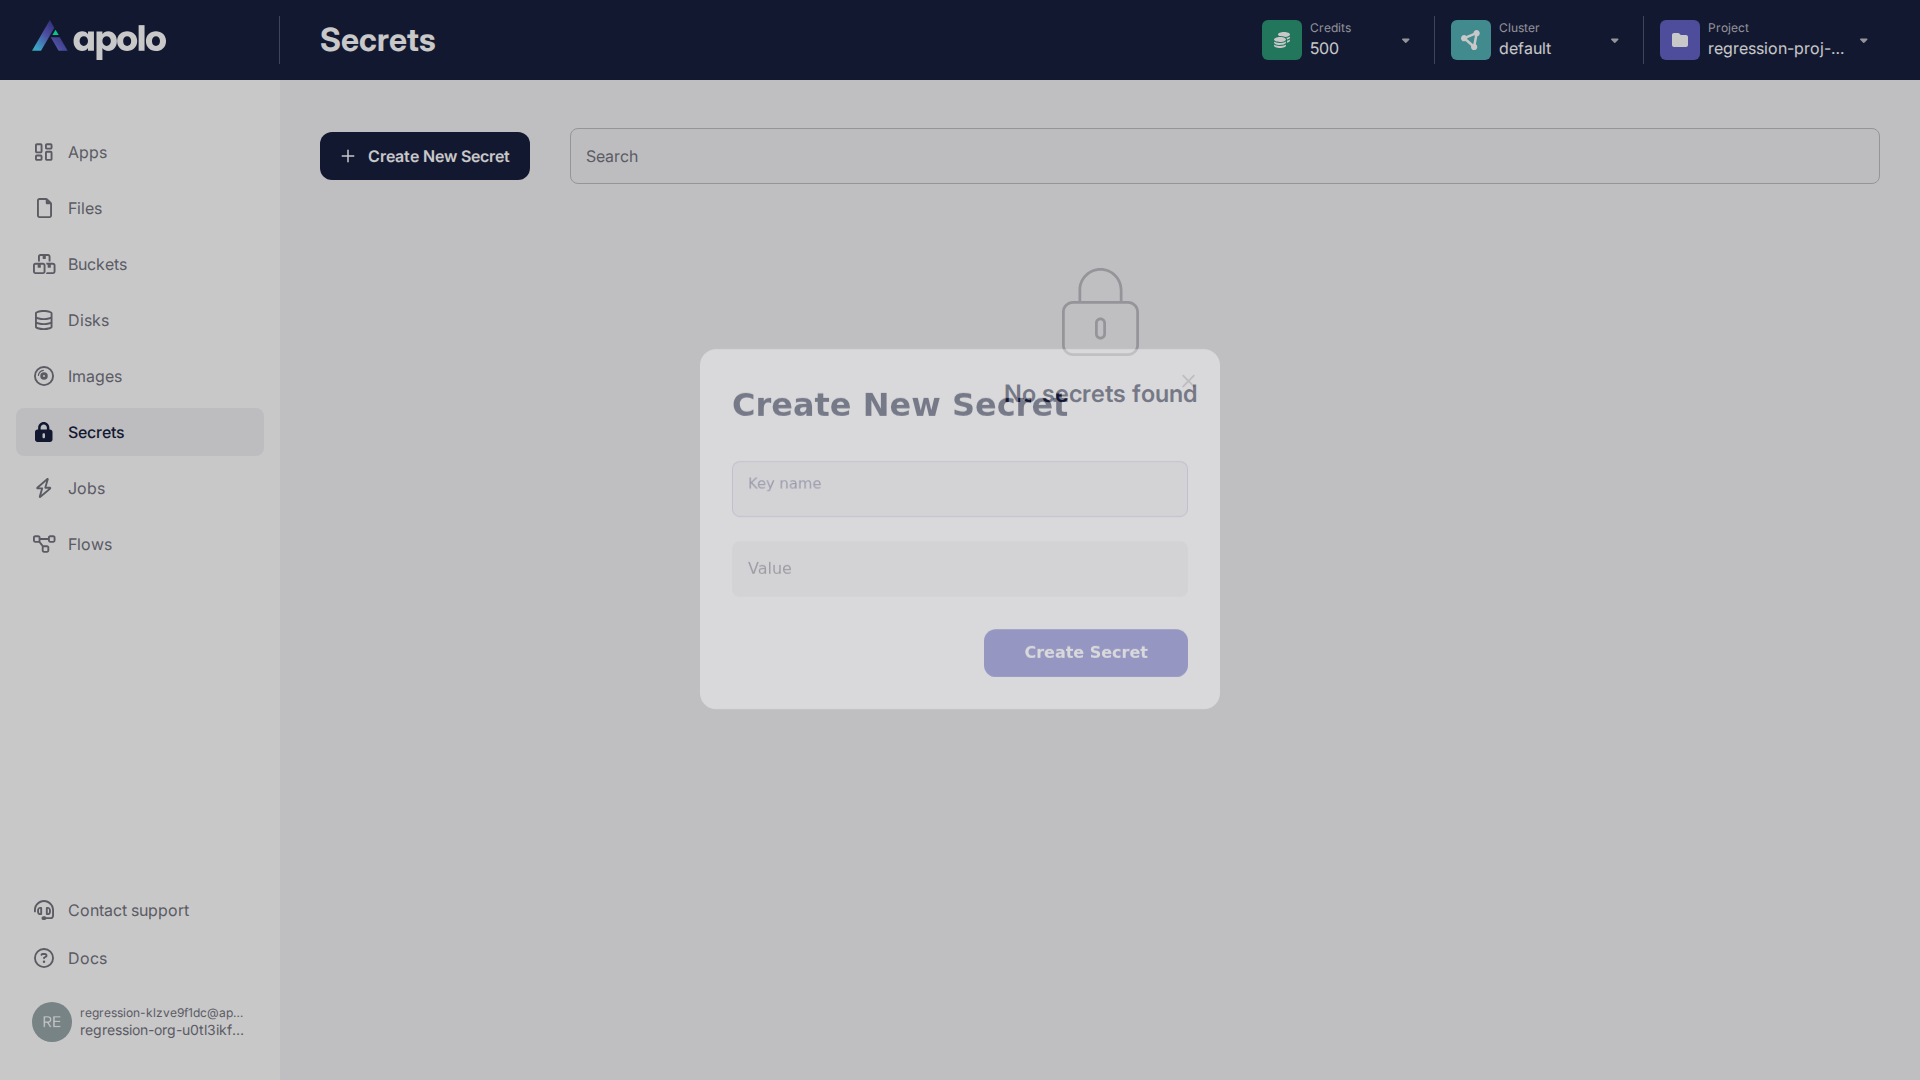 apolo
Secrets
Credits
500
Cluster
default
Project
regression-proj-...
Apps
Files
Buckets
Disks
Images
Secrets
Jobs
Flows
Create New Secret
Search
No secrets found
Create New Secret
Key name
Value
Create Secret
Contact support
Docs
RE
regression-klzve9f1dc@ap...
regression-org-u0tl3ikf...